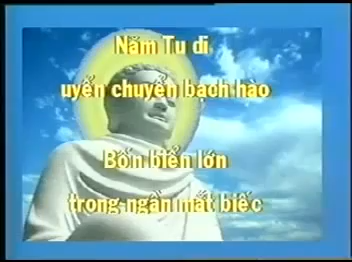 Năm Tu di
uyển chuyển bạch hào
Bốn biển lớn
trong ngần mắt biếc